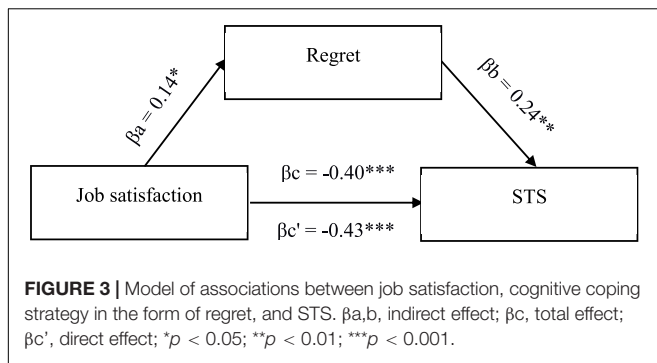 Regret
βa = 0.14*
βb = 0.24**
Job satisfaction
βc = -0.40***
STS
βc' = -0.43***
FIGURE 3 | Model of associations between job satisfaction, cognitive coping
strategy in the form of regret, and STS. βa,b, indirect effect; βc, total effect;
βc’, direct effect; *p < 0.05; **p < 0.01; ***p < 0.001.